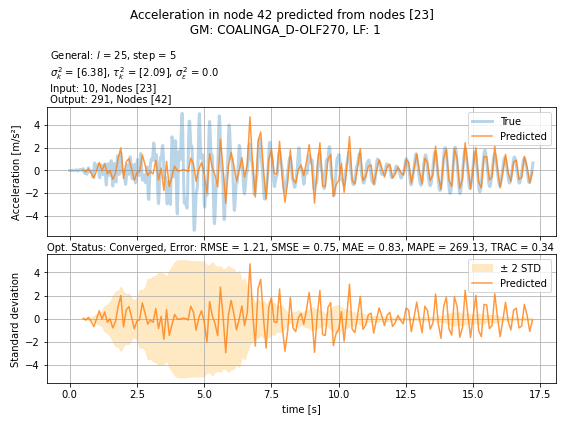 Acceleration in node 42 predicted from nodes [23]
GM: COALINGA_D-OLF270, LF: 1
General: l = 25, step = 5
σ²ₖ = [6.38], τ²ₖ = [2.09], σ²ε = 0.0
Input: 10, Nodes [23]
Output: 291, Nodes [42]
Acceleration [m/s²]
4
2
0
−2
−4
True
Predicted
Opt. Status: Converged, Error: RMSE = 1.21, SMSE = 0.75, MAE = 0.83, MAPE = 269.13, TRAC = 0.34
Standard deviation
4
2
0
−2
−4
± 2 STD
Predicted
0.0 2.5 5.0 7.5 10.0 12.5 15.0 17.5
time [s]